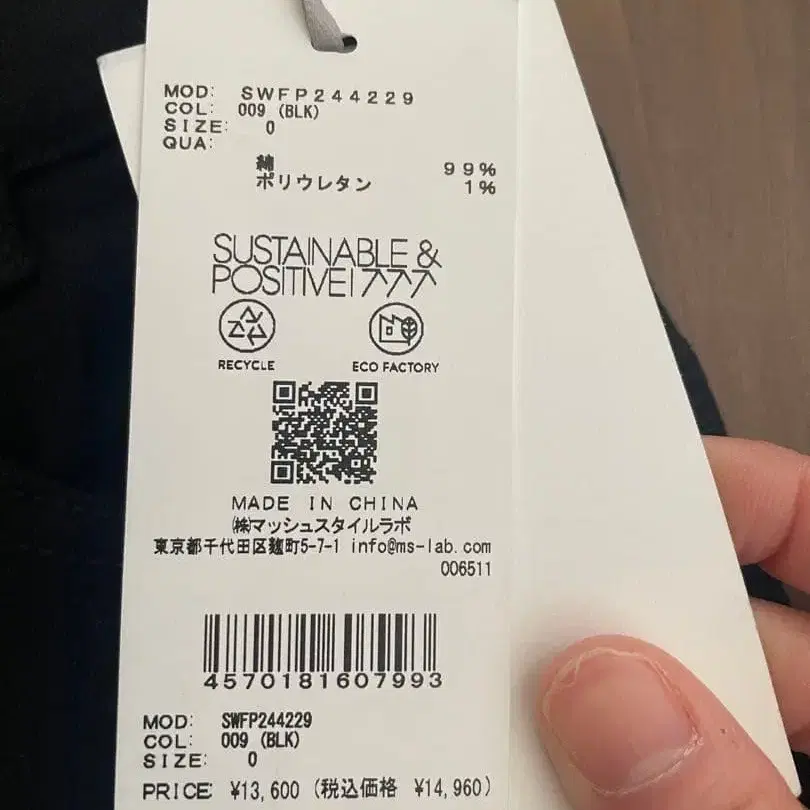 MOD: SWFP244229
COL: 009 (BLK)
SIZE: 0
QUA:
綿 99%
ポリウレタン 1%
SUSTAINABLE &
POSITIVE!
RECYCLE ECO FACTORY
MADE IN CHINA
㈱マッシュスタイルラボ
東京都千代田区麹町5-7-1 info@ms-lab.com
006511
4570181607993
MOD: SWFP244229
COL: 009 (BLK)
SIZE: 0
PRICE ¥13,600 (税込価格 ¥14,960)